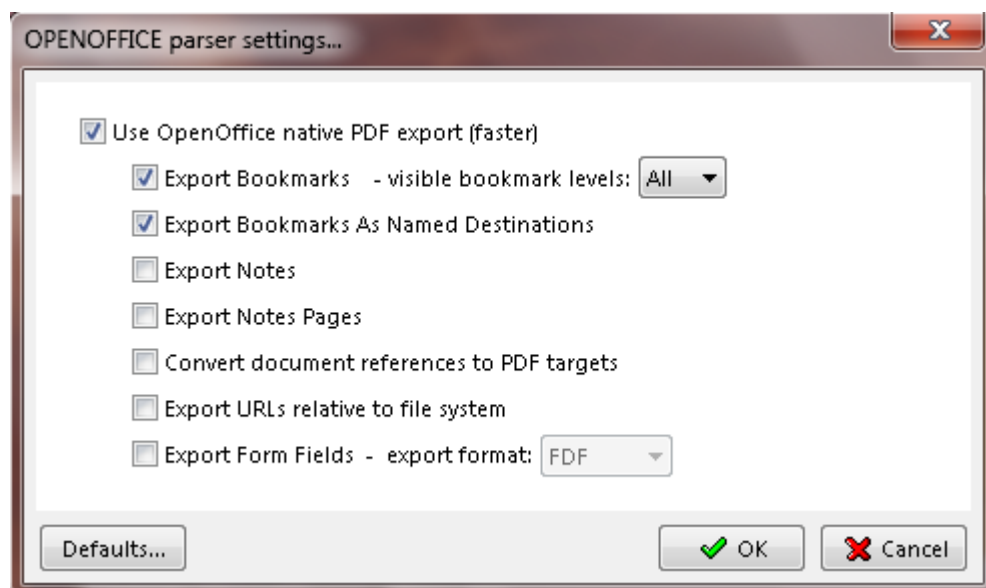 OPENOFFICE parser settings...
Use OpenOffice native PDF export (faster)
Export Bookmarks - visible bookmark levels: All
Export Bookmarks As Named Destinations
Export Notes
Export Notes Pages
Convert document references to PDF targets
Export URLs relative to file system
Export Form Fields - export format: FDF
Defaults... OK Cancel